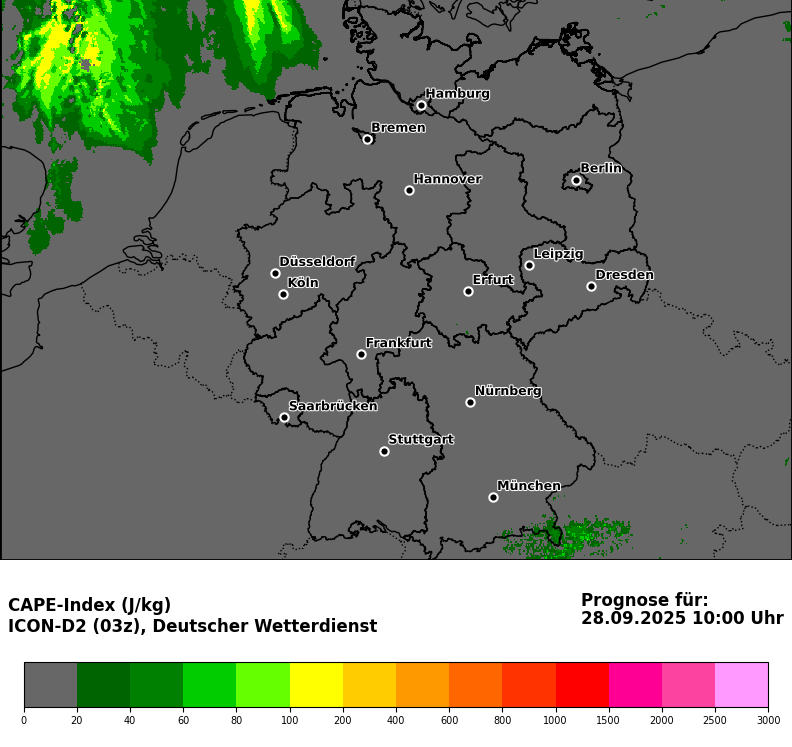 Hamburg
Bremen
Berlin
Hannover
Düsseldorf
Leipzig
Dresden
Köln
Erfurt
Frankfurt
Nürnberg
Saarbrücken
Stuttgart
München
CAPE-Index (J/kg)
ICON-D2 (03z), Deutscher Wetterdienst
Prognose für:
28.09.2025 10:00 Uhr
0 20 40 60 80 100 200 400 600 800 1000 1500 2000 2500 3000